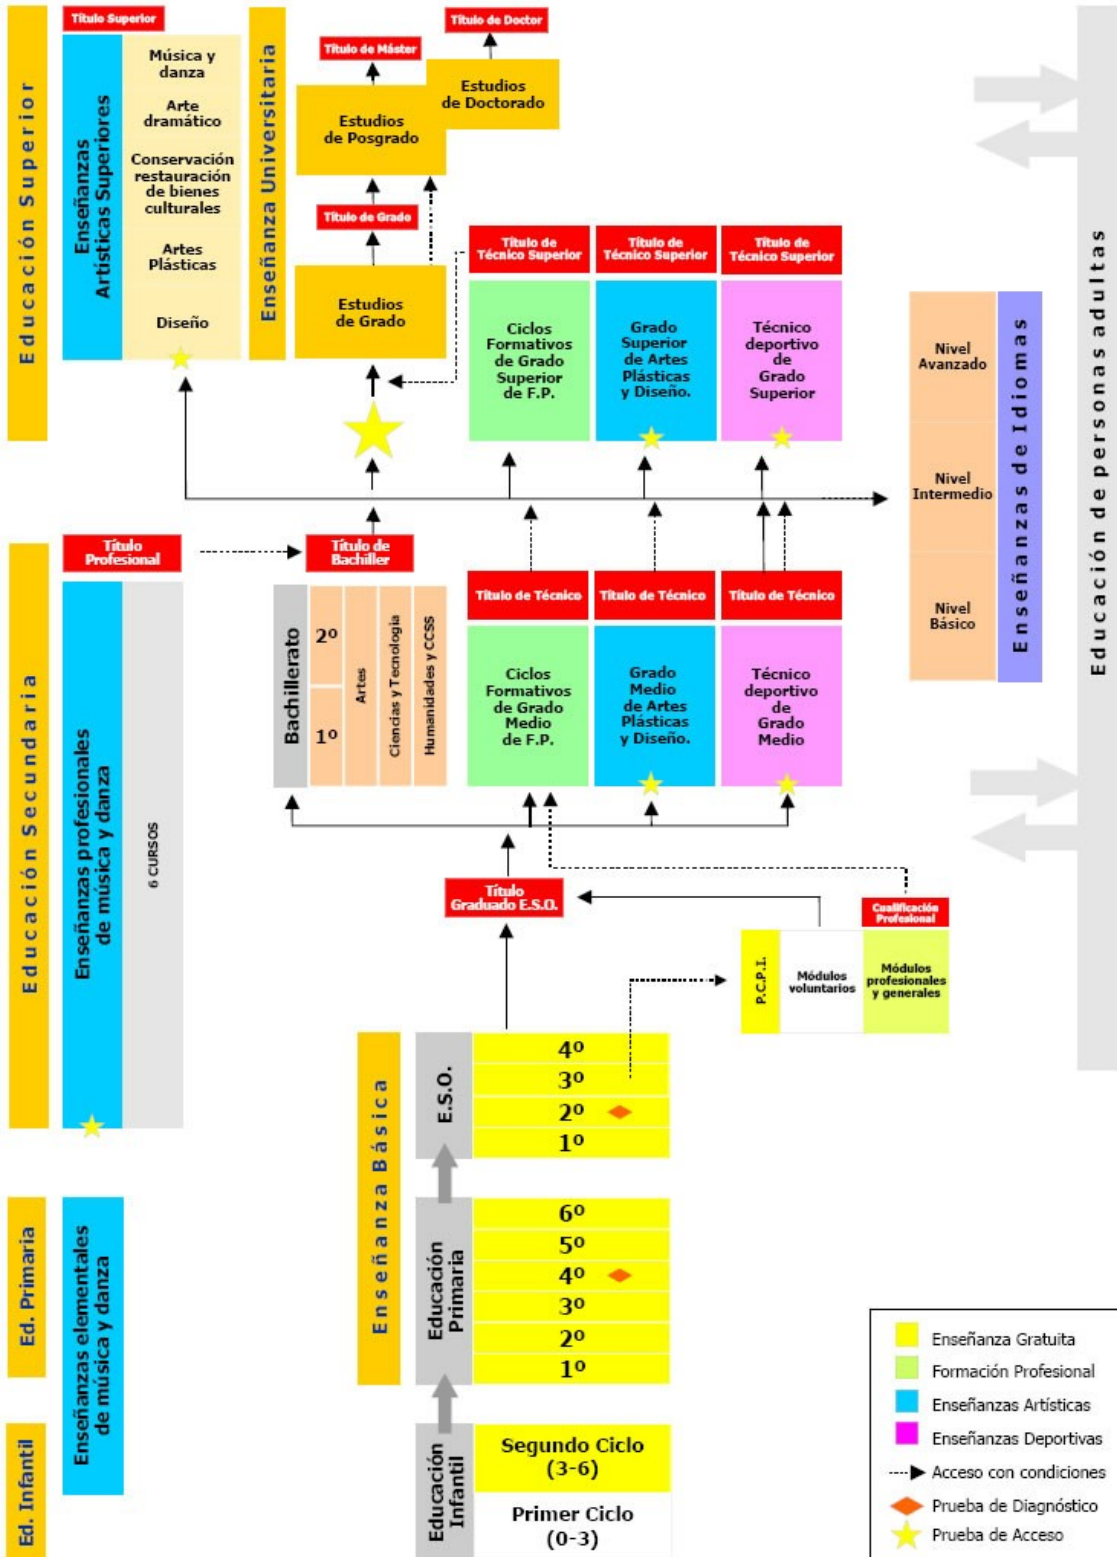 Educación Superior
Título Superior
Enseñanzas
Artísticas Superiores
Música y
danza
Arte
dramático
Conservación
restauración
de bienes
culturales
Artes
Plásticas
Diseño
Enseñanza Universitaria
Título de Máster
Título de Doctor
Estudios
de Doctorado
Estudios
de Posgrado
Título de Grado
Estudios
de Grado
Título de
Técnico Superior
Título de
Técnico Superior
Título de
Técnico Superior
Ciclos
Formativos
de Grado
Superior
de F.P.
Grado
Superior
de Artes
Plásticas
y Diseño.
Técnico
deportivo
de
Grado
Superior
Nivel
Avanzado
Nivel
Intermedio
Nivel
Básico
Enseñanzas de Idiomas
Educación de personas adultas
Educación Secundaria
Título
Profesional
Enseñanzas profesionales
de música y danza
6 CURSOS
Título de
Bachiller
Bachillerato
2º
1º
Artes
Ciencias y Tecnología
Humanidades y CCSS
Título de Técnico
Título de Técnico
Título de Técnico
Ciclos
Formativos
de Grado
Medio
de F.P.
Grado
Medio
de Artes
Plásticas
y Diseño.
Técnico
deportivo
de
Grado
Medio
Título
Graduado E.S.O.
Cualificación
Profesional
P.C.P.I.
Módulos
voluntarios
Módulos
profesionales
y generales
Enseñanza Básica
E.S.O.
4º
3º
2º
1º
Ed. Primaria
Enseñanzas elementales
de música y danza
Educación
Primaria
6º
5º
4º
3º
2º
1º
Ed. Infantil
Educación
Infantil
Segundo Ciclo
(3-6)
Primer Ciclo
(0-3)
Enseñanza Gratuita
Formación Profesional
Enseñanzas Artísticas
Enseñanzas Deportivas
Acceso con condiciones
Prueba de Diagnóstico
Prueba de Acceso